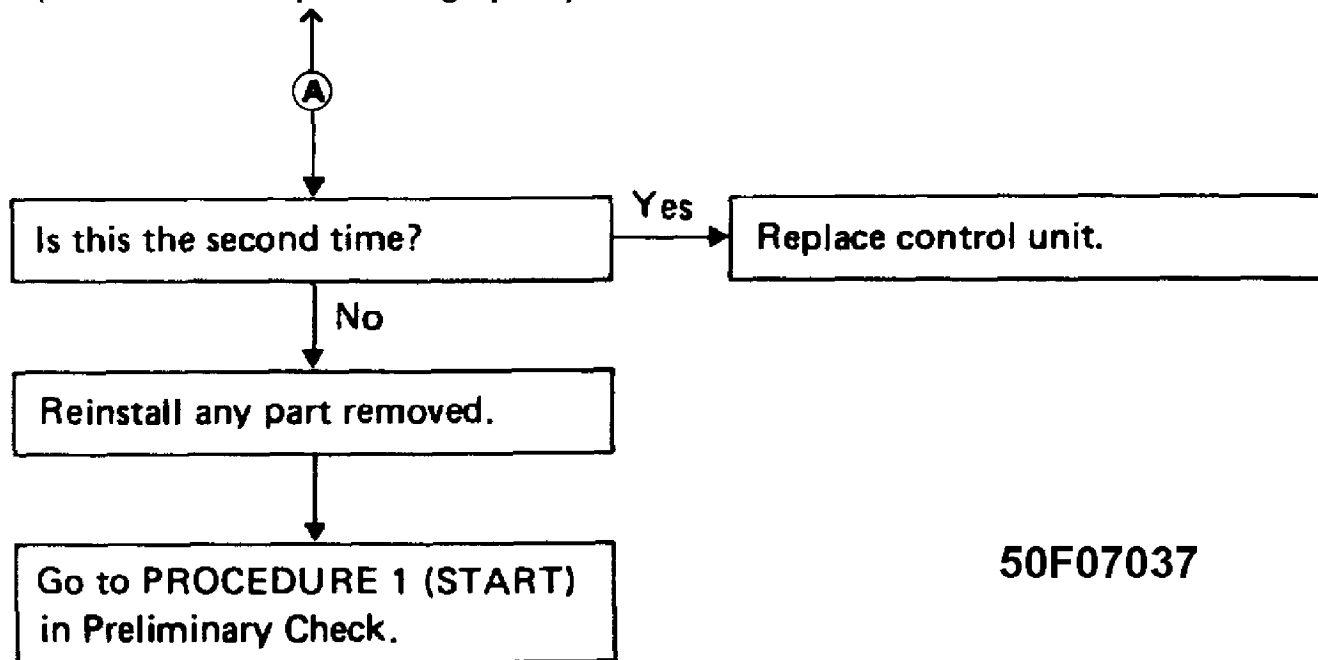 A
Is this the second time?
Yes
Replace control unit.
No
Reinstall any part removed.
Go to PROCEDURE 1 (START)
in Preliminary Check.
50F07037